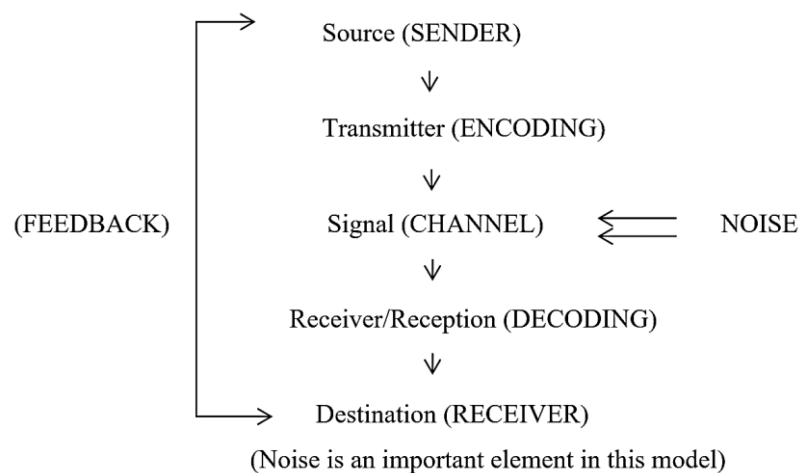 Source (SENDER)
Transmitter (ENCODING)
(FEEDBACK) Signal (CHANNEL) NOISE
Receiver/Reception (DECODING)
Destination (RECEIVER)
(Noise is an important element in this model)